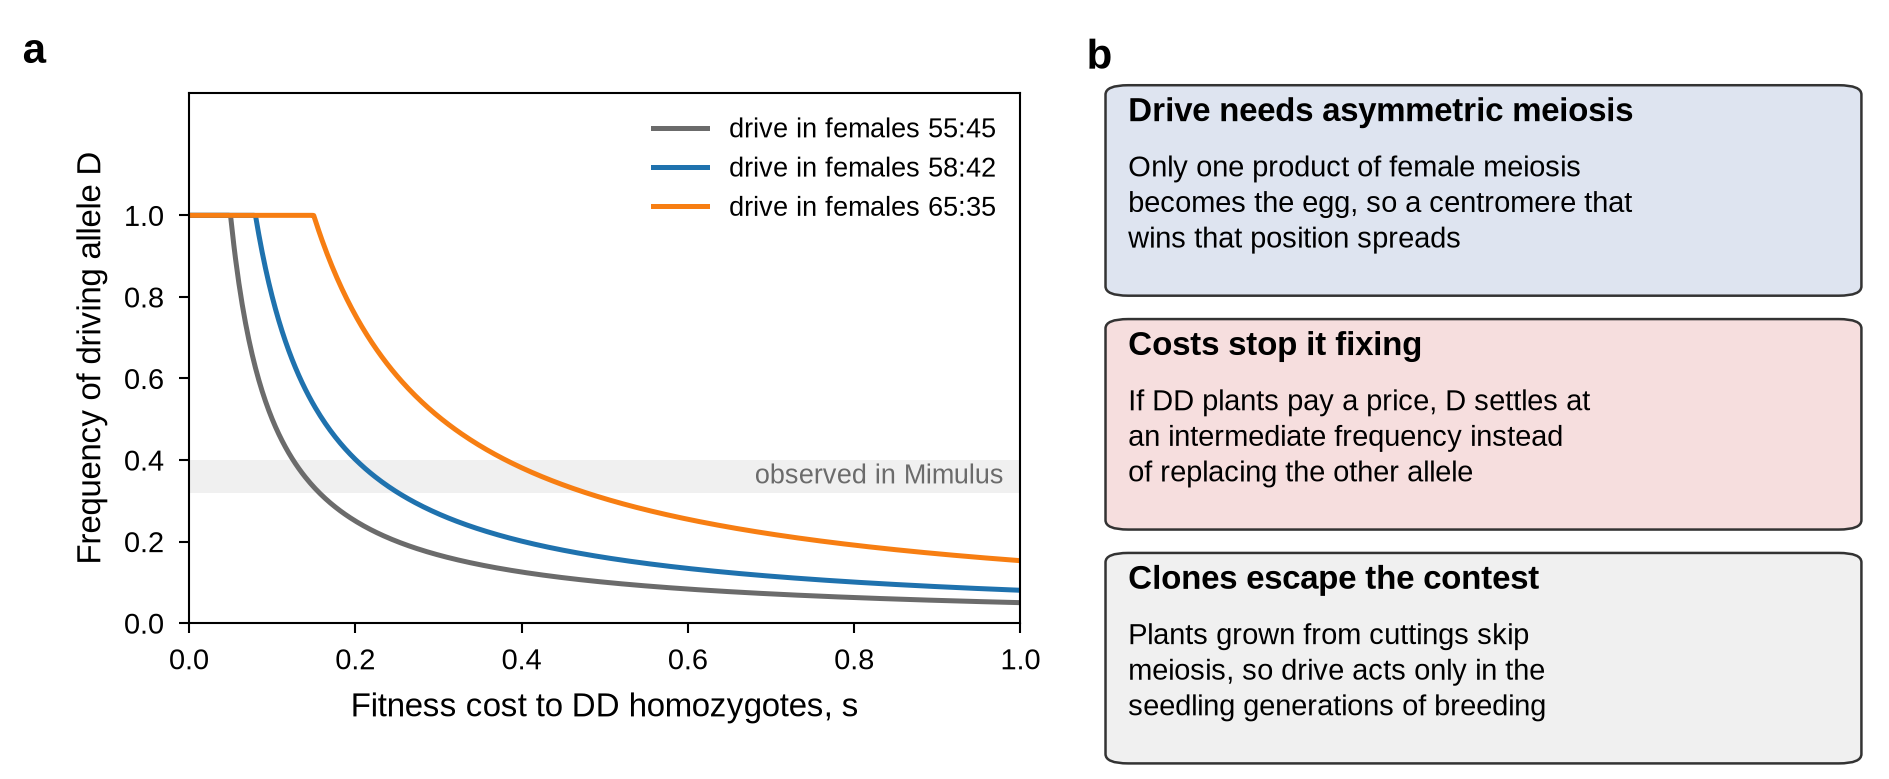 a
drive in females 55:45
drive in females 58:42
drive in females 65:35
Frequency of driving allele D
1.0
0.8
0.6
0.4
0.2
0.0
observed in Mimulus
0.0 0.2 0.4 0.6 0.8 1.0
Fitness cost to DD homozygotes, s
b
Drive needs asymmetric meiosis
Only one product of female meiosis
becomes the egg, so a centromere that
wins that position spreads
Costs stop it fixing
If DD plants pay a price, D settles at
an intermediate frequency instead
of replacing the other allele
Clones escape the contest
Plants grown from cuttings skip
meiosis, so drive acts only in the
seedling generations of breeding